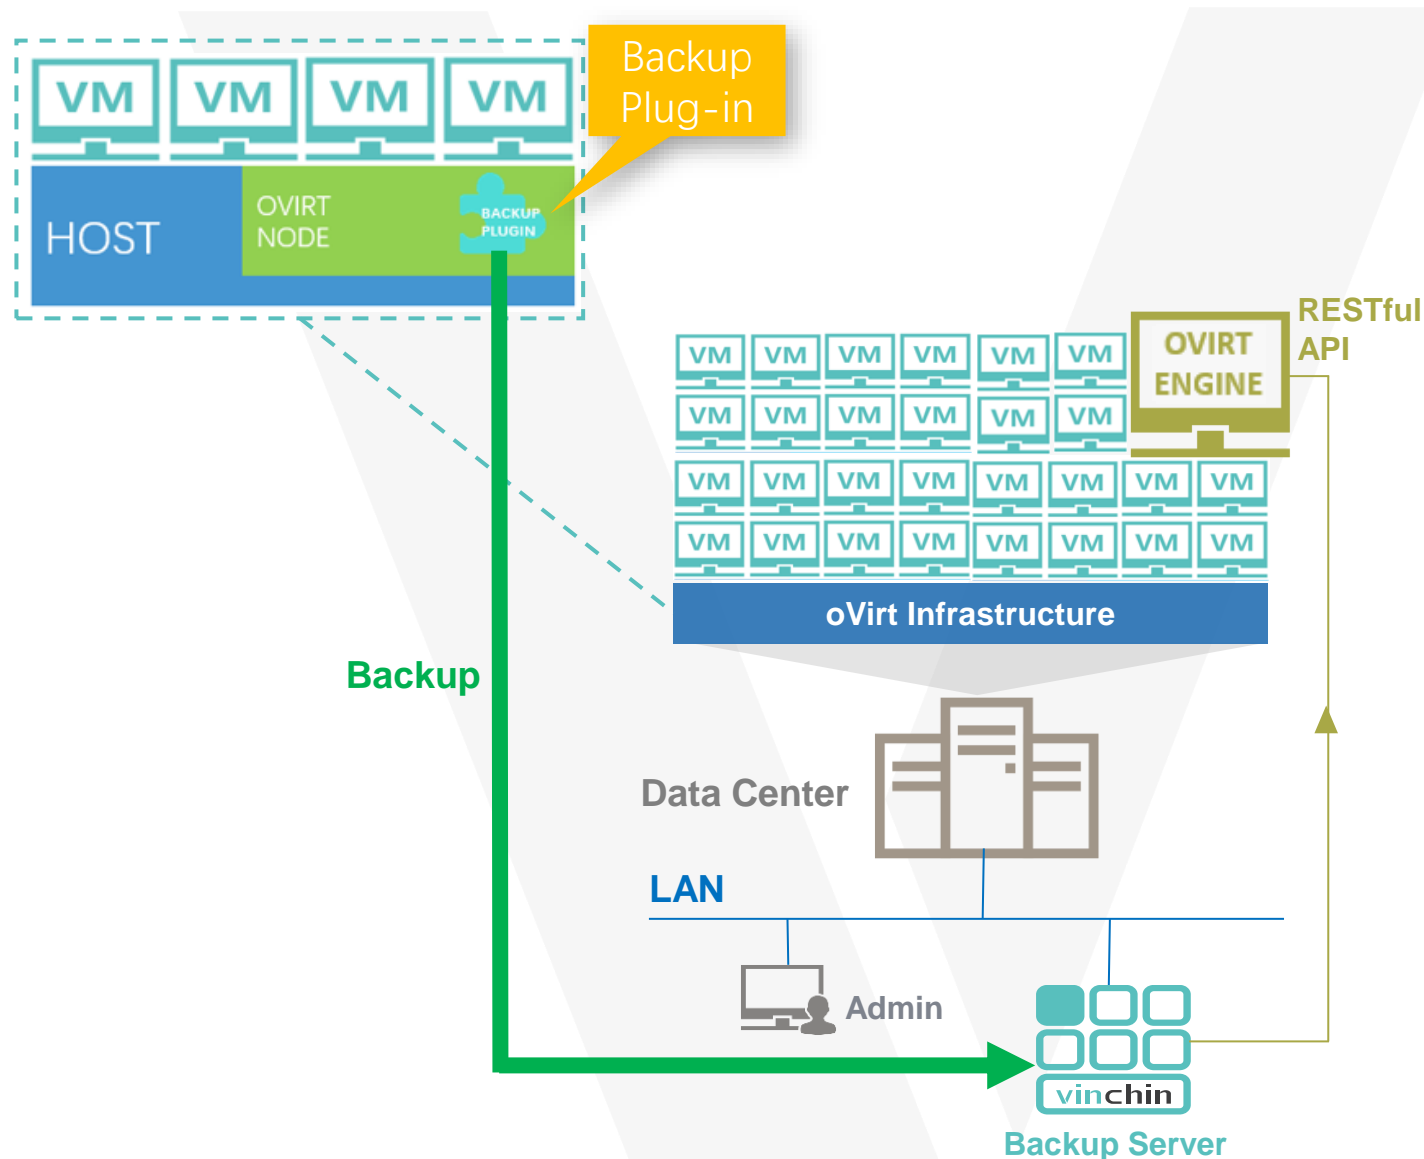 Backup
Plug-in
VM VM VM VM
HOST
OVIRT
NODE
BACKUP
PLUGIN
RESTful
API
OVIRT
ENGINE
VM VM VM VM VM VM
VM VM VM VM VM VM
VM VM VM VM VM VM VM VM
VM VM VM VM VM VM VM VM
oVirt Infrastructure
Backup
Data Center
LAN
Admin
vinchin
Backup Server